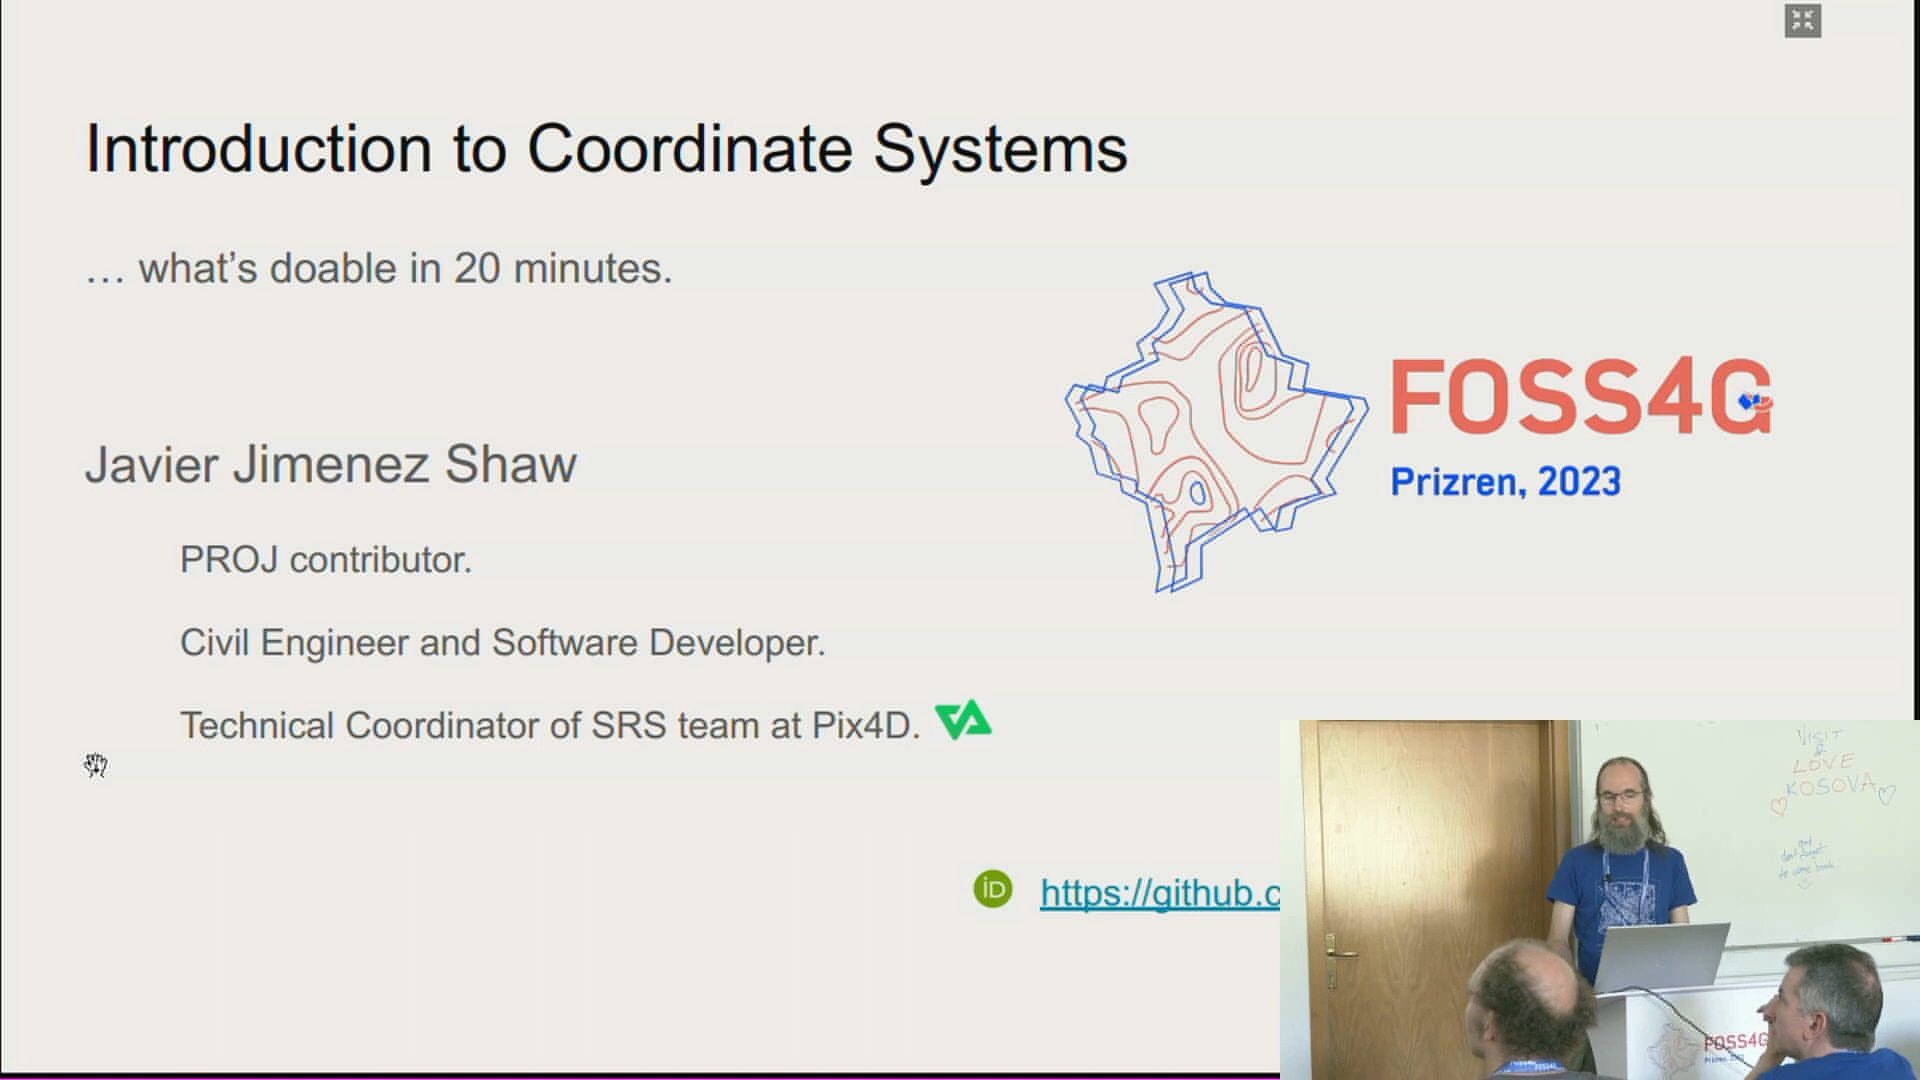 Introduction to Coordinate Systems
… what’s doable in 20 minutes.
FOSS4G
Prizren, 2023
Javier Jimenez Shaw
PROJ contributor.
Civil Engineer and Software Developer.
Technical Coordinator of SRS team at Pix4D.
iD https://github.c
VISIT
&
LOVE
KOSOVA
FOSS4G